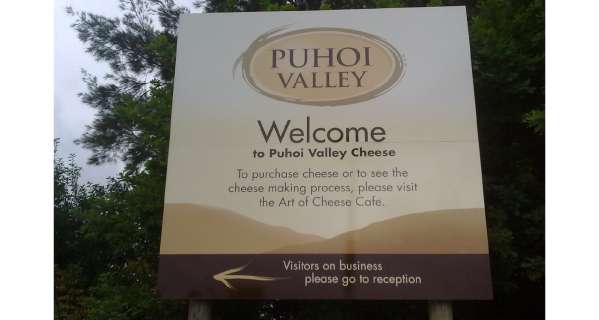 PUHOI
VALLEY
Welcome
to Puhoi Valley Cheese
To purchase cheese or to see the
cheese making process, please visit
the Art of Cheese Café.
Visitors on business
please go to reception